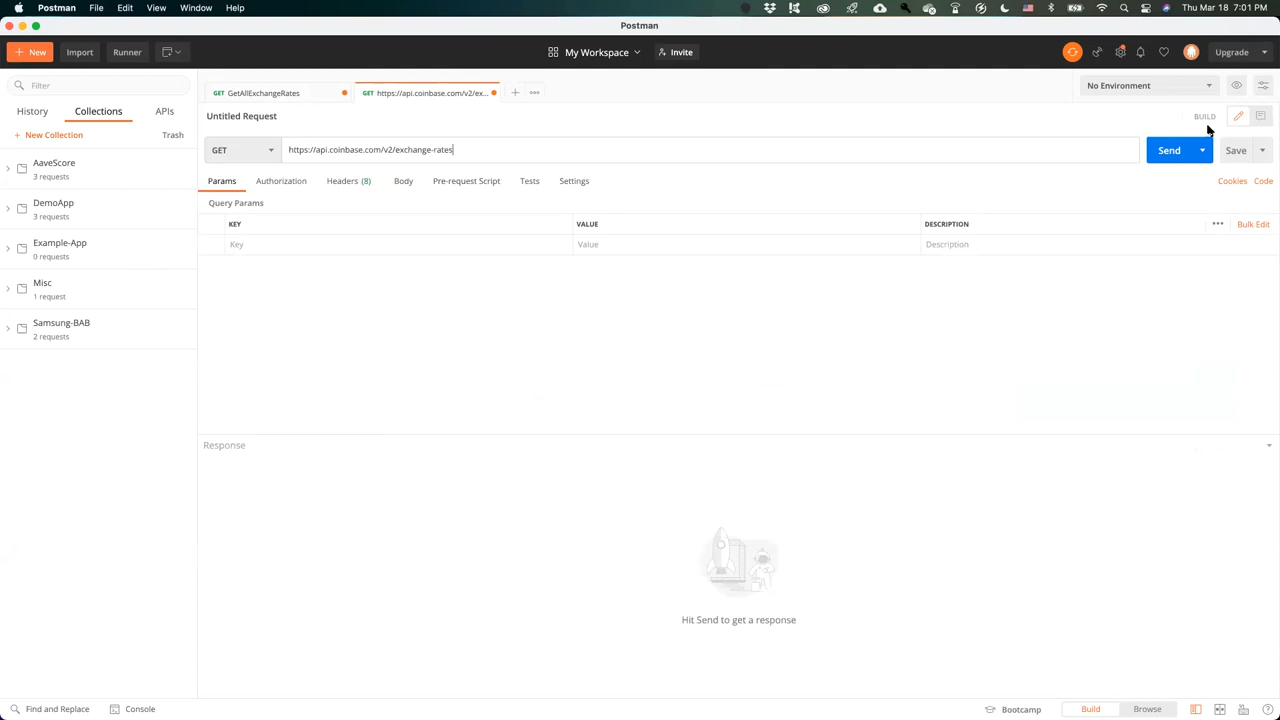 Postman File Edit View Window Help Thu Mar 18 7:01 PM
Postman
New Import Runner My Workspace Invite Upgrade
Filter
GET GetAllExchangeRates GET https://api.coinbase.com/v2/ex... No Environment
History Collections APIs
Untitled Request BUILD
+ New Collection Trash
GET https://api.coinbase.com/v2/exchange-rates Send Save
AaveScore
3 requests
Params Authorization Headers (8) Body Pre-request Script Tests Settings Cookies Code
DemoApp
3 requests
Query Params
KEY VALUE DESCRIPTION Bulk Edit
Key Value Description
Example-App
0 requests
Misc
1 request
Samsung-BAB
2 requests
Response
Hit Send to get a response
Find and Replace Console Bootcamp Build Browse